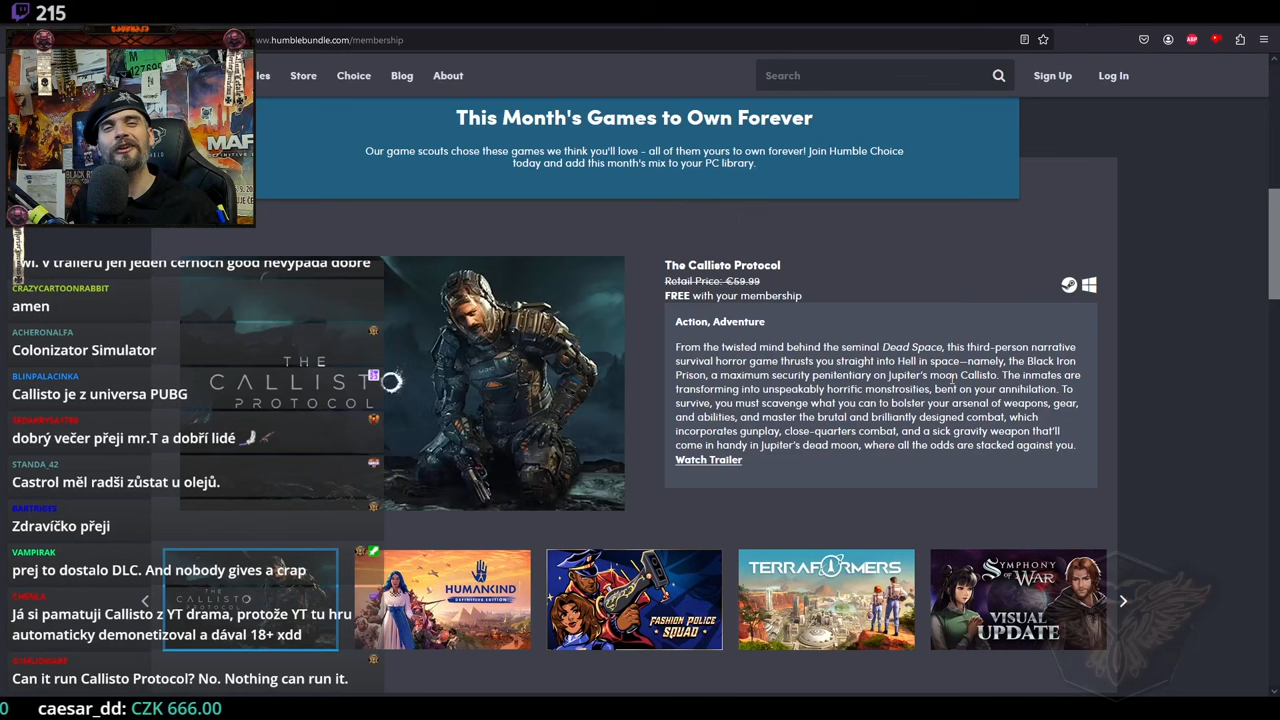 215
ww.humblebundle.com/membership
les
Store
Choice
Blog
About
Search
Sign Up
Log In
This Month's Games to Own Forever
Our game scouts chose these games we think you'll love - all of them yours to own forever! Join Humble Choice
today and add this month's mix to your PC library.
MAF
v trailеru jen jeden černoch good nevypadá dobře
CRAZYCARTOONRABBIT
amen
ACHERONALFA
Colonizator Simulator
BLINPALACINKA
Callisto je z universa PUBG
dobrý večer přeji mr.T a dobří lidé
STANDA_42
Castrol měl radši zůstat u olejů.
BARTRIGES
Zdravíčko přeji
VAMPIRAK
prej to dostalo DLC. And nobody gives a crap
Já si pamatuji Callisto z YT drama, protože YT tu hru
automaticky demonetizoval a dával 18+ xdd
Can it run Callisto Protocol? No. Nothing can run it.
THE
CALLISTO
PROTOCOL
The Callisto Protocol
Retail Price: €59.99
FREE with your membership
Action, Adventure
From the twisted mind behind the seminal Dead Space, this third-person narrative
survival horror game thrusts you straight into Hell in space—namely, the Black Iron
Prison, a maximum security penitentiary on Jupiter's moon Callisto. The inmates are
transforming into unspeakably horrific monstrosities, bent on your annihilation. To
survive, you must scavenge what you can to bolster your arsenal of weapons, gear,
and abilities, and master the brutal and brilliantly designed combat, which
incorporates gunplay, close-quarters combat, and a sick gravity weapon that'll
come in handy in Jupiter's dead moon, where all the odds are stacked against you.
Watch Trailer
HUMANKIND
DEFINITIVE EDITION
FASHION POLICE
SQUAD
TERRAFORMERS
SYMPHONY
OF WAR
VISUAL
UPDATE
0 caesar_dd: CZK 666.00